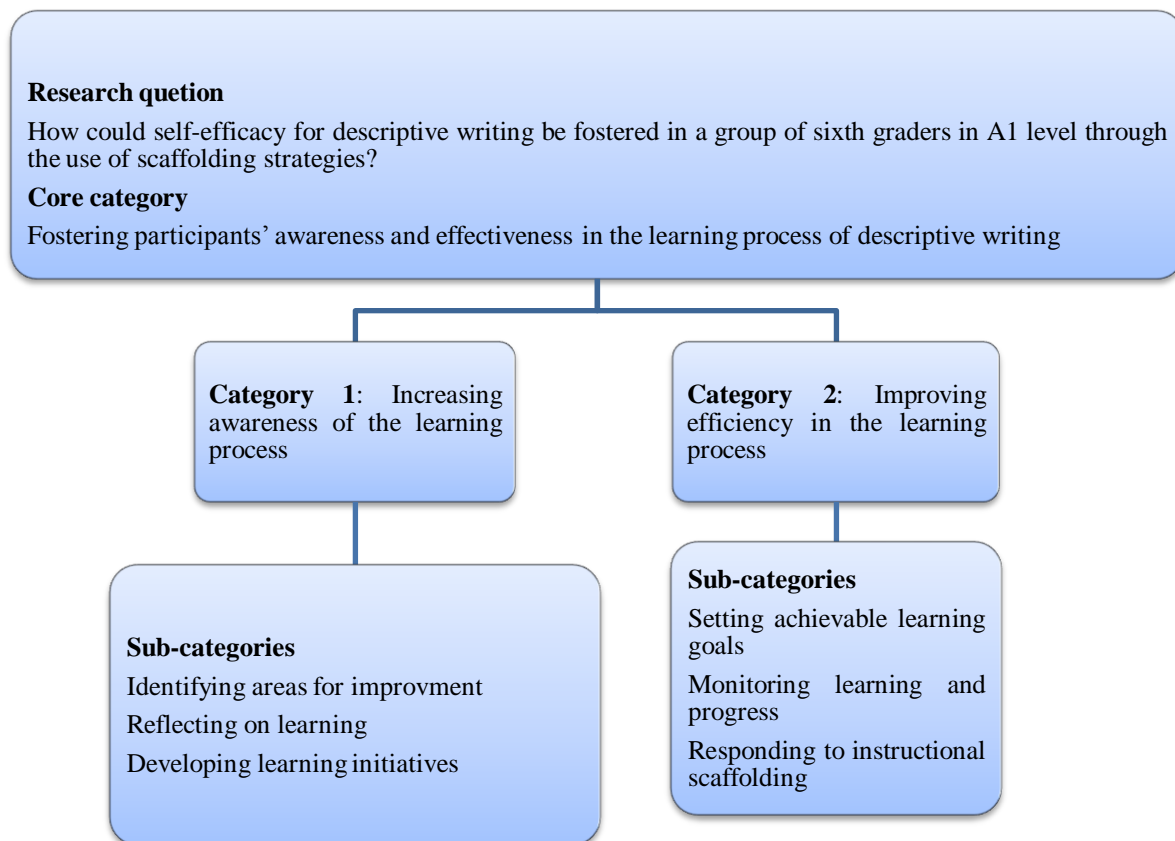 Research quetion
How could self-efficacy for descriptive writing be fostered in a group of sixth graders in A1 level through
the use of scaffolding strategies?
Core category
Fostering participants’ awareness and effectiveness in the learning process of descriptive writing
Category 1: Increasing
awareness of the learning
process
Category 2: Improving
efficiency in the learning
process
Sub-categories
Identifying areas for improvment
Reflecting on learning
Developing learning initiatives
Sub-categories
Setting achievable learning
goals
Monitoring learning and
progress
Responding to instructional
scaffolding